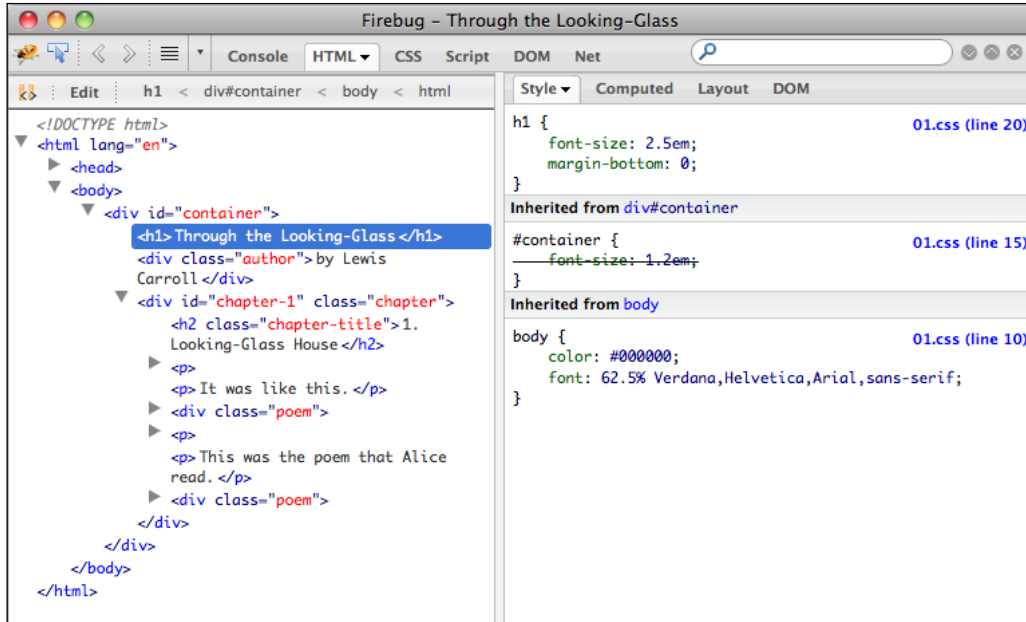 Firebug – Through the Looking-Glass
Console HTML CSS Script DOM Net
Edit h1 < div#container < body < html
<!DOCTYPE html>
<html lang="en">
<head>
<body>
<div id="container">
<h1>Through the Looking-Glass</h1>
<div class="author">by Lewis
Carroll</div>
<div id="chapter-1" class="chapter">
<h2 class="chapter-title">1.
Looking-Glass House</h2>
<p>
<p>It was like this.</p>
<div class="poem">
<p>
<p>This was the poem that Alice
read.</p>
<div class="poem">
</div>
</div>
</body>
</html>
Style Computed Layout DOM
h1 { 01.css (line 20)
font-size: 2.5em;
margin-bottom: 0;
}
Inherited from div#container
#container { 01.css (line 15)
font-size: 1.2em;
}
Inherited from body
body { 01.css (line 10)
color: #000000;
font: 62.5% Verdana,Helvetica,Arial,sans-serif;
}